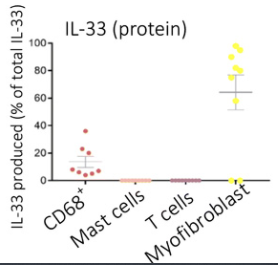 IL-33 (protein)
IL-33 produced (% of total IL-33)
100
80
60
40
20
0
CD68+
Mast cells
T cells
Myofibroblast